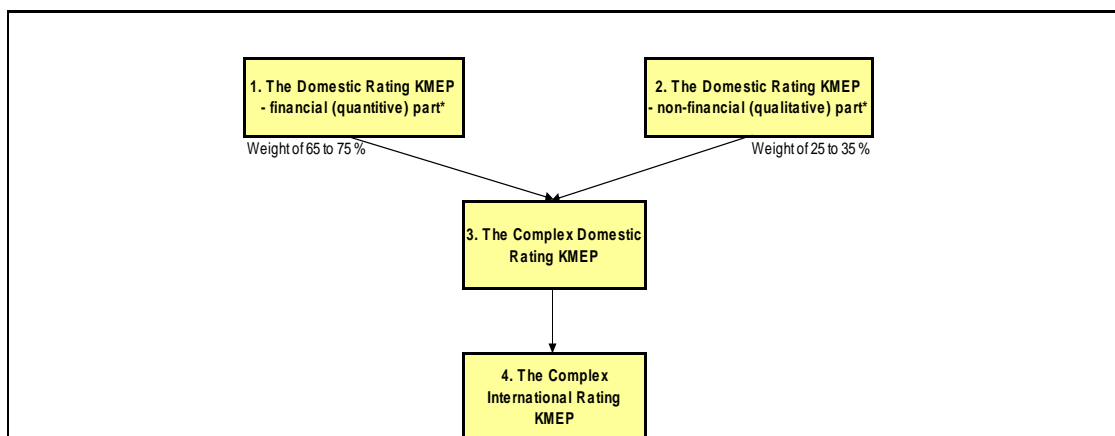 1. The Domestic Rating KMEP
- financial (quantitive) part*
2. The Domestic Rating KMEP
- non-financial (qualitative) part*
Weight of 65 to 75 %
Weight of 25 to 35 %
3. The Complex Domestic
Rating KMEP
4. The Complex
International Rating
KMEP